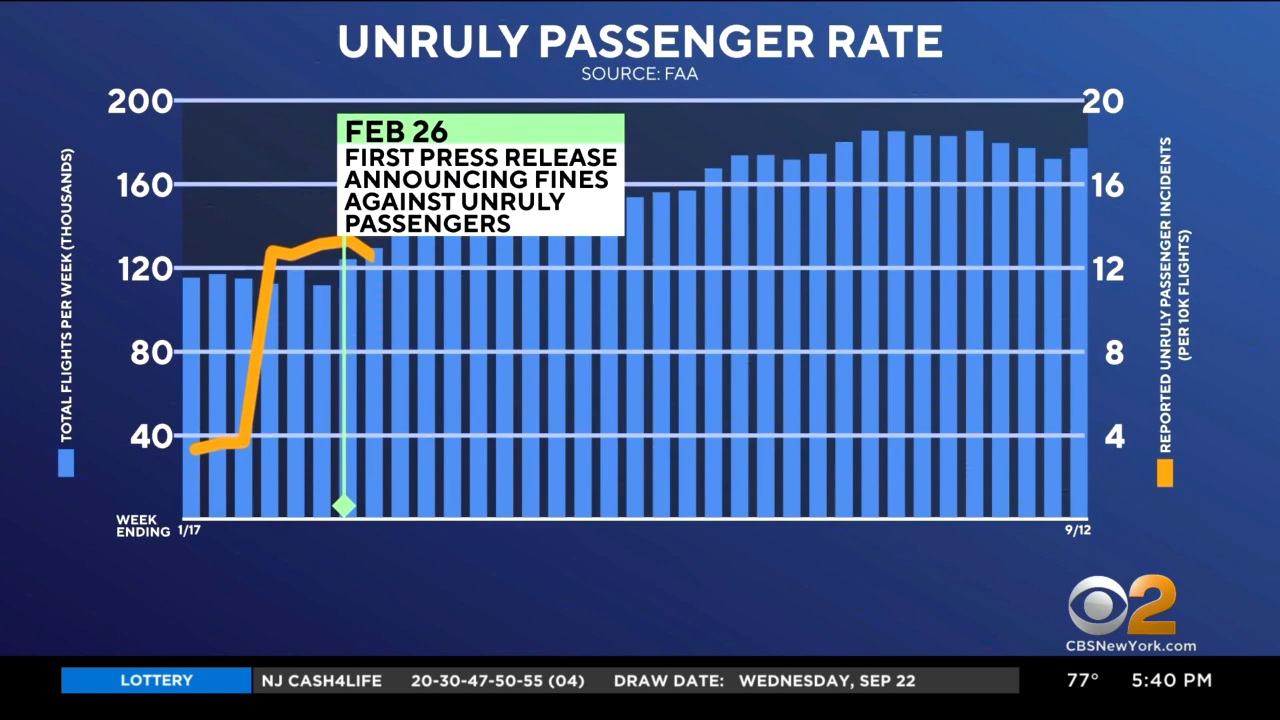 UNRULY PASSENGER RATE
SOURCE: FAA
TOTAL FLIGHTS PER WEEK (THOUSANDS)
200
160
120
80
40
FEB 26
FIRST PRESS RELEASE
ANNOUNCING FINES
AGAINST UNRULY
PASSENGERS
20
16
12
8
4
REPORTED UNRULY PASSENGER INCIDENTS
(PER 10K FLIGHTS)
WEEK
ENDING 1/17
9/12
2
CBSNewYork.com
LOTTERY NJ CASH4LIFE 20-30-47-50-55 (04) DRAW DATE: WEDNESDAY, SEP 22 77° 5:40 PM